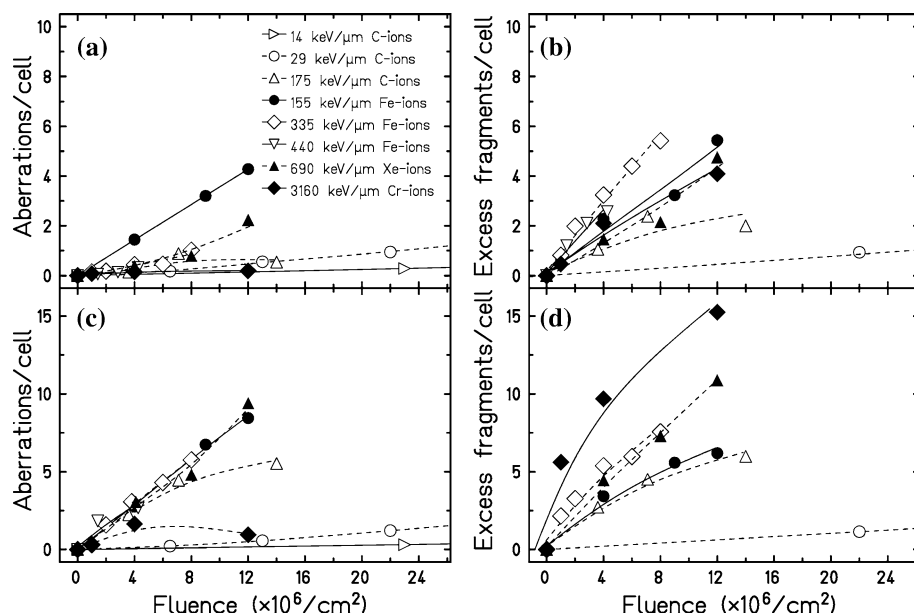 (a)
14 keV/μm C-ions
29 keV/μm C-ions
175 keV/μm C-ions
155 keV/μm Fe-ions
335 keV/μm Fe-ions
440 keV/μm Fe-ions
690 keV/μm Xe-ions
3160 keV/μm Cr-ions
Aberrations/cell
10
8
6
4
2
0
(b)
Excess fragments/cell
10
8
6
4
2
0
(c)
Aberrations/cell
15
10
5
0
0 4 8 12 16 20 24
Fluence (×10⁶/cm²)
(d)
Excess fragments/cell
15
10
5
0
0 4 8 12 16 20 24
Fluence (×10⁶/cm²)